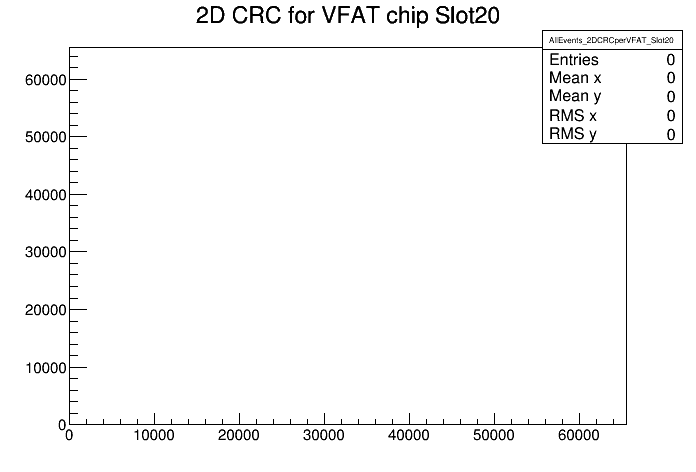 2D CRC for VFAT chip Slot20
AllEvents_2DCRCperVFAT_Slot20
Entries 0
Mean x 0
Mean y 0
RMS x 0
RMS y 0
60000
50000
40000
30000
20000
10000
0
0 10000 20000 30000 40000 50000 60000